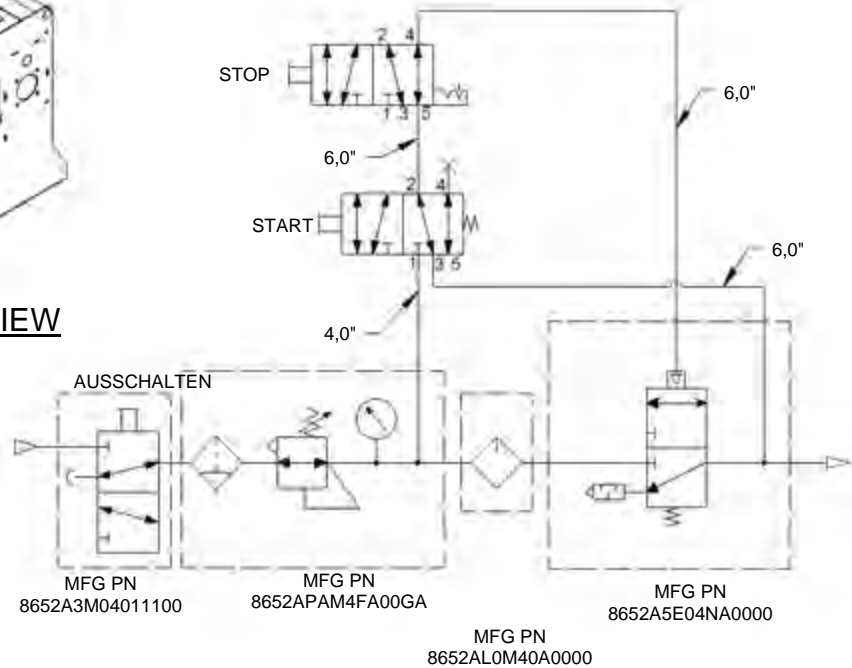 2 4
STOP
1 3 5
6,0"
6,0"
2 4
START
1 3 5
6,0"
4,0"
IEW
AUSSCHALTEN
MFG PN
8652A3M04011100
MFG PN
8652APAM4FA00GA
MFG PN
8652AL0M40A0000
MFG PN
8652A5E04NA0000